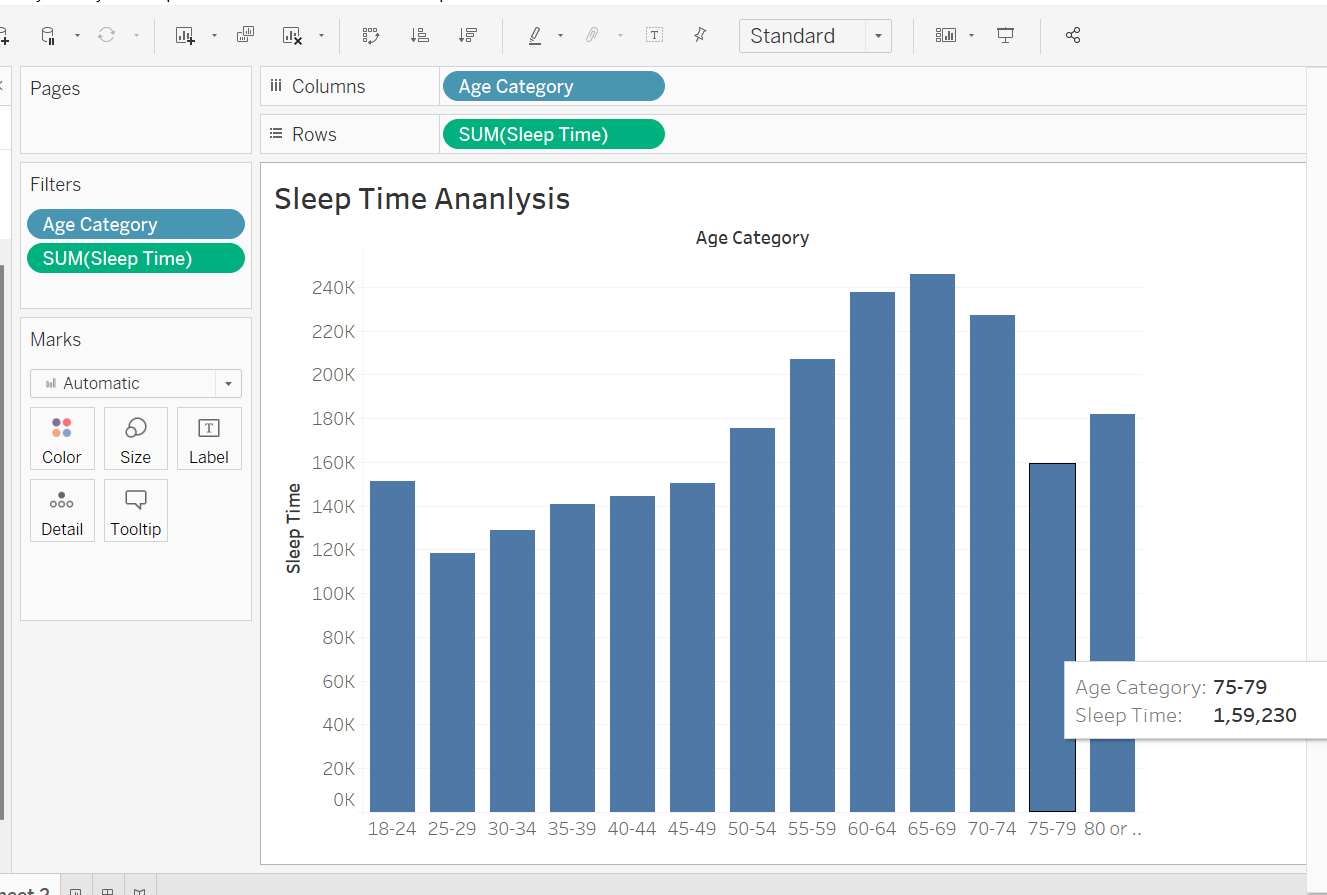 Standard
Pages
Columns
Age Category
Rows
SUM(Sleep Time)
Filters
Age Category
SUM(Sleep Time)
Marks
Automatic
Color
Size
Label
Detail
Tooltip
Sleep Time Ananlysis
Age Category
240K
220K
200K
180K
160K
140K
120K
100K
80K
60K
40K
20K
0K
Sleep Time
18-24 25-29 30-34 35-39 40-44 45-49 50-54 55-59 60-64 65-69 70-74 75-79 80 or ..
Age Category: 75-79
Sleep Time: 1,59,230